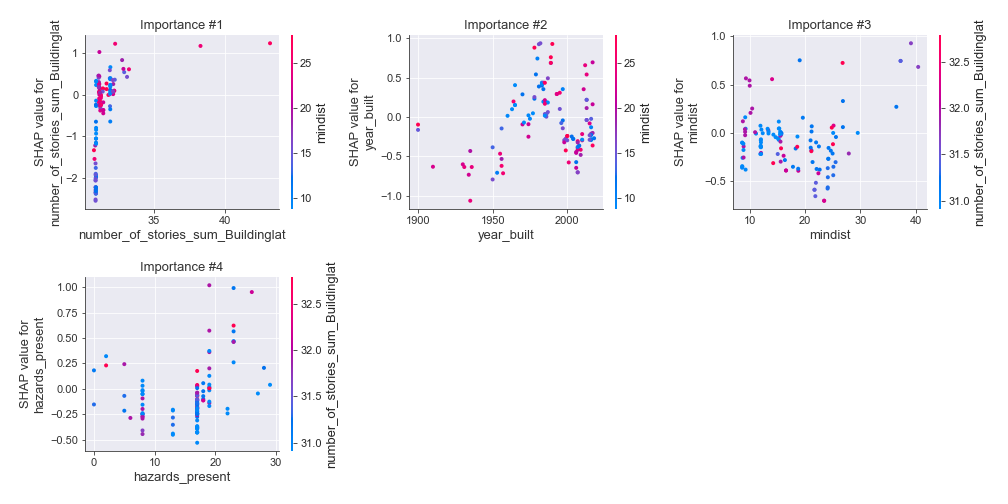 Importance #1
SHAP value for
number_of_stories_sum_Buildinglat
1
0
−1
−2
35
40
number_of_stories_sum_Buildinglat
25
20
15
10
mindist
Importance #2
SHAP value for
year_built
1.0
0.5
0.0
−0.5
−1.0
1900
1950
2000
year_built
25
20
15
10
mindist
Importance #3
SHAP value for
mindist
1.0
0.5
0.0
−0.5
10
20
30
40
mindist
32.5
32.0
31.5
31.0
number_of_stories_sum_Buildinglat
Importance #4
SHAP value for
hazards_present
1.00
0.75
0.50
0.25
0.00
−0.25
−0.50
0
10
20
30
hazards_present
32.5
32.0
31.5
31.0
number_of_stories_sum_Buildinglat